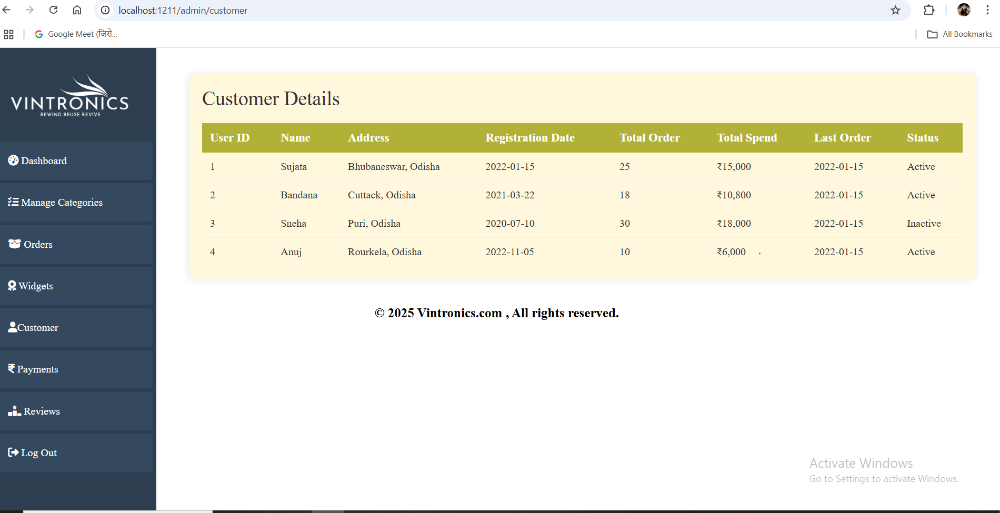 localhost:1211/admin/customer
Google Meet (जिसे...
All Bookmarks
VINTRONICS
REWIND REUSE REVIVE
Dashboard
Manage Categories
Orders
Widgets
Customer
Payments
Reviews
Log Out
Customer Details
User ID Name Address Registration Date Total Order Total Spend Last Order Status
1 Sujata Bhubaneswar, Odisha 2022-01-15 25 ₹15,000 2022-01-15 Active
2 Bandana Cuttack, Odisha 2021-03-22 18 ₹10,800 2022-01-15 Active
3 Sneha Puri, Odisha 2020-07-10 30 ₹18,000 2022-01-15 Inactive
4 Anuj Rourkela, Odisha 2022-11-05 10 ₹6,000 2022-01-15 Active
© 2025 Vintronics.com , All rights reserved.
Activate Windows
Go to Settings to activate Windows.